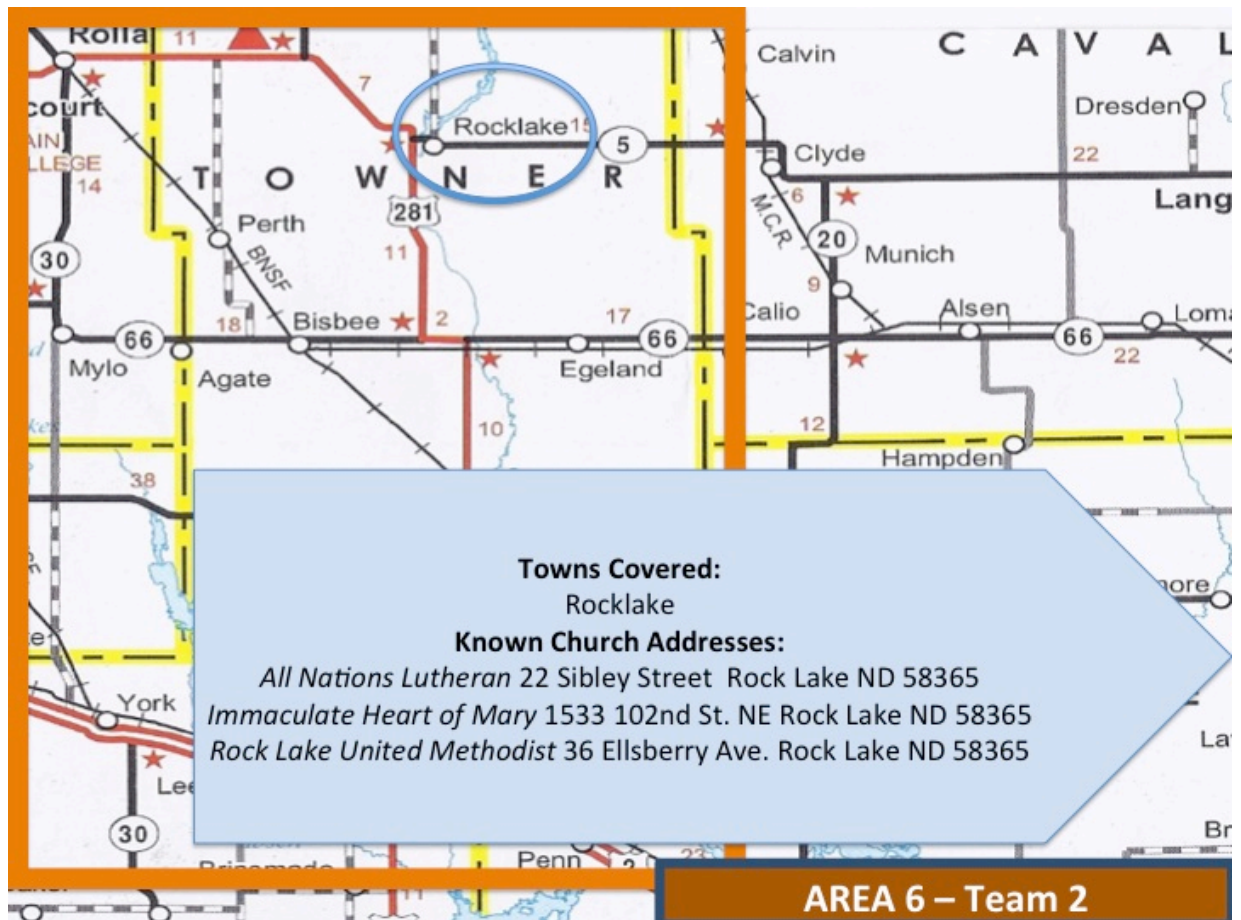 Rolla
11
7
Rocklake
15
5
Calvin
C A V A L
Dresden
22
Clyde
court
LLEGE
14
T O W N E R
6
Lang
281
M.C.R.
20
Perth
BNSF
11
Munich
30
9
18
Bisbee
2
17
Calio
Alsen
66
66
66
22
Mylo
Agate
Egeland
10
12
Hampden
38
Towns Covered:
Rocklake
Known Church Addresses:
All Nations Lutheran 22 Sibley Street Rock Lake ND 58365
Immaculate Heart of Mary 1533 102nd St. NE Rock Lake ND 58365
Rock Lake United Methodist 36 Ellsberry Ave. Rock Lake ND 58365
York
30
Penn
AREA 6 – Team 2